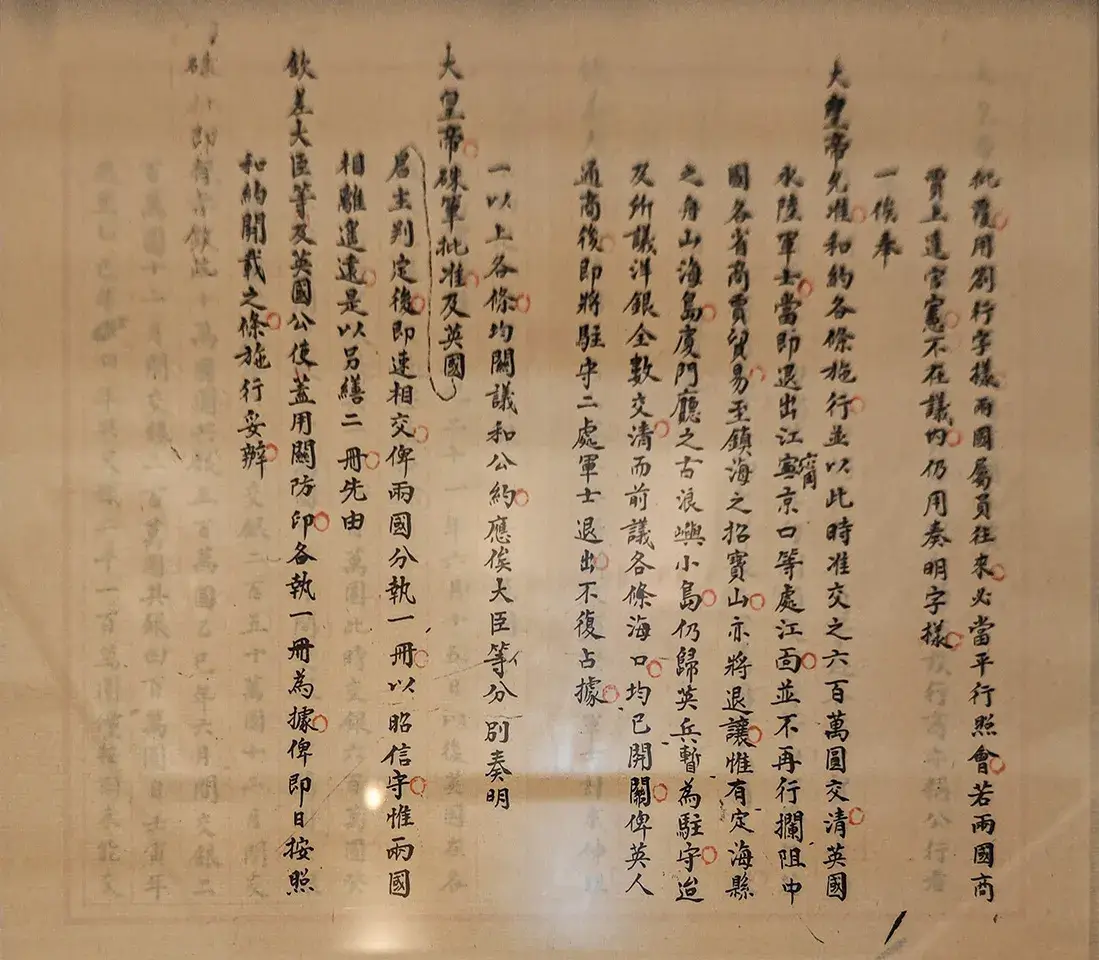 批覆用劄行字樣兩國屬員往來必當平行照會若兩國商
賈上達官憲不在議内仍用奏明字樣
一俟奉
大皇帝允准和約各條施行並以此時准交之六百萬圓交清英國
水陸軍士當即退出江寧京口等處江面並不再行攔阻中
國各省商賈貿易至鎮海之招寶山亦將退讓惟有定海縣
之舟山海島廈門廳之古浪嶼小島仍歸英兵暫為駐守迨
及所議洋銀全數交清而前議各條海口均已開關俾英人
通商後即將駐守二處軍士退出不復占據
一以上各條均關議和公約應俟大臣等分別奏明
大皇帝硃筆批准及英國
君主判定後即速相交俾兩國分執一冊以昭信守惟兩國
相離遙遠是以另繕二冊先由
欽差大臣等及英國公使蓋用關防印各執一冊為據俾即日按照
和約開載之條施行妥辦